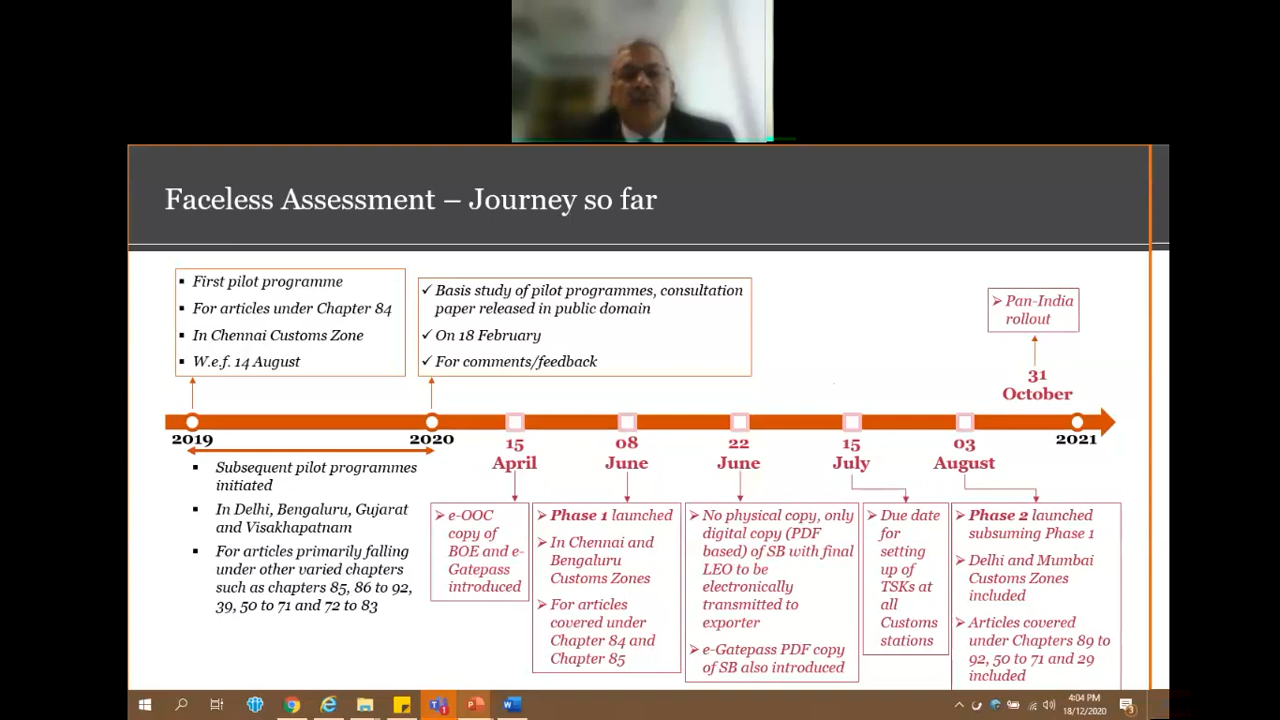 Faceless Assessment – Journey so far
▪ First pilot programme
▪ For articles under Chapter 84
▪ In Chennai Customs Zone
▪ W.e.f. 14 August
✓ Basis study of pilot programmes, consultation
paper released in public domain
✓ On 18 February
✓ For comments/feedback
➢ Pan-India
rollout
31
October
2019
2020
15
April
08
June
22
June
15
July
03
August
2021
▪ Subsequent pilot programmes
initiated
▪ In Delhi, Bengaluru, Gujarat
and Visakhapatnam
▪ For articles primarily falling
under other varied chapters
such as chapters 85, 86 to 92,
39, 50 to 71 and 72 to 83
➢ e-OOC
copy of
BOE and e-
Gatepass
introduced
➢ Phase 1 launched
➢ In Chennai and
Bengaluru
Customs Zones
➢ For articles
covered under
Chapter 84 and
Chapter 85
➢ No physical copy, only
digital copy (PDF
based) of SB with final
LEO to be
electronically
transmitted to
exporter
➢ e-Gatepass PDF copy
of SB also introduced
➢ Due date
for
setting
up of
TSKs at
all
Customs
stations
➢ Phase 2 launched
subsuming Phase 1
➢ Delhi and Mumbai
Customs Zones
included
➢ Articles covered
under Chapters 89 to
92, 50 to 71 and 29
included
4:04 PM
18/12/2020